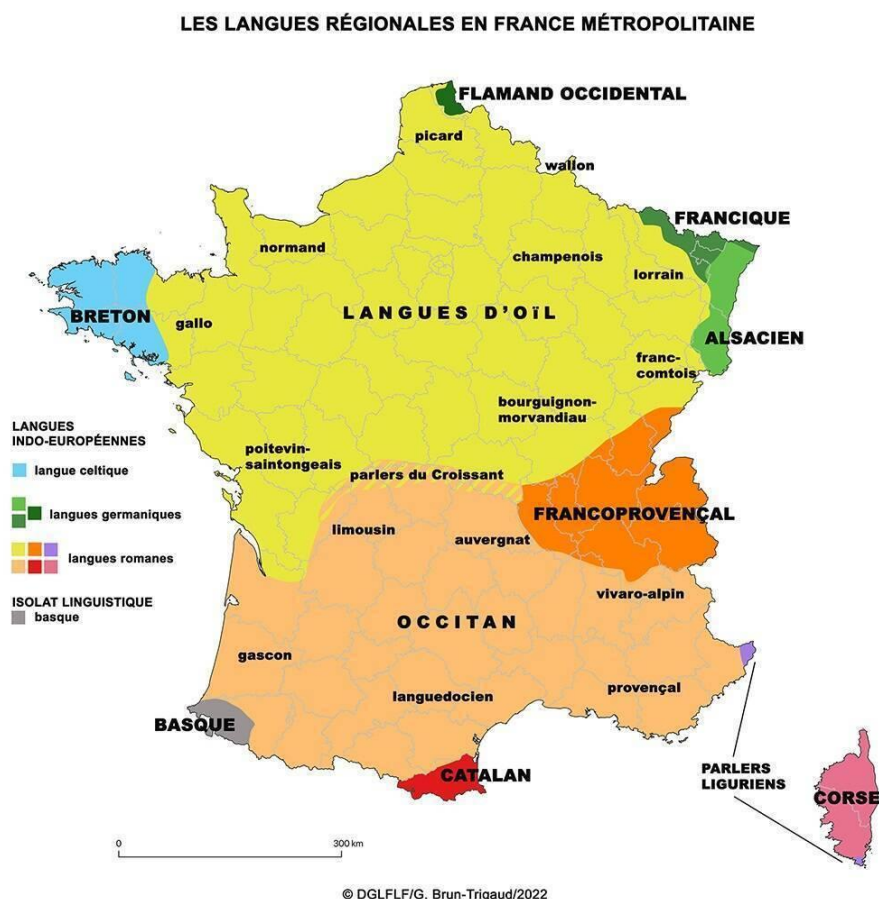 LES LANGUES RÉGIONALES EN FRANCE MÉTROPOLITAINE
FLAMAND OCCIDENTAL
picard
wallon
FRANCIQUE
normand
champenois
lorrain
LANGUES D'OïL
BRETON
gallo
ALSACIEN
franc-
comtois
bourguignon-
morvandiau
LANGUES
INDO-EUROPÉENNES
langue celtique
langues germaniques
langues romanes
ISOLAT LINGUISTIQUE
basque
poitevin-
saintongeais
parlers du Croissant
FRANCOPROVENÇAL
limousin
auvergnat
vivaro-alpin
OCCITAN
gascon
languedocien
provençal
BASQUE
CATALAN
PARLERS
LIGURIENS
CORSE
0
300 km
© DGLFLF/G. Brun-Trigaud/2022